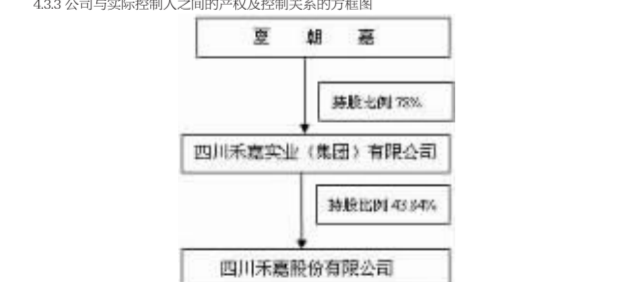 4.3.3 公司与实际控制人之间的产权及控制关系的方框图
夏 朝 嘉
持股比例 78%
四川禾嘉实业（集团）有限公司
持股比例 43.84%
四川禾嘉股份有限公司